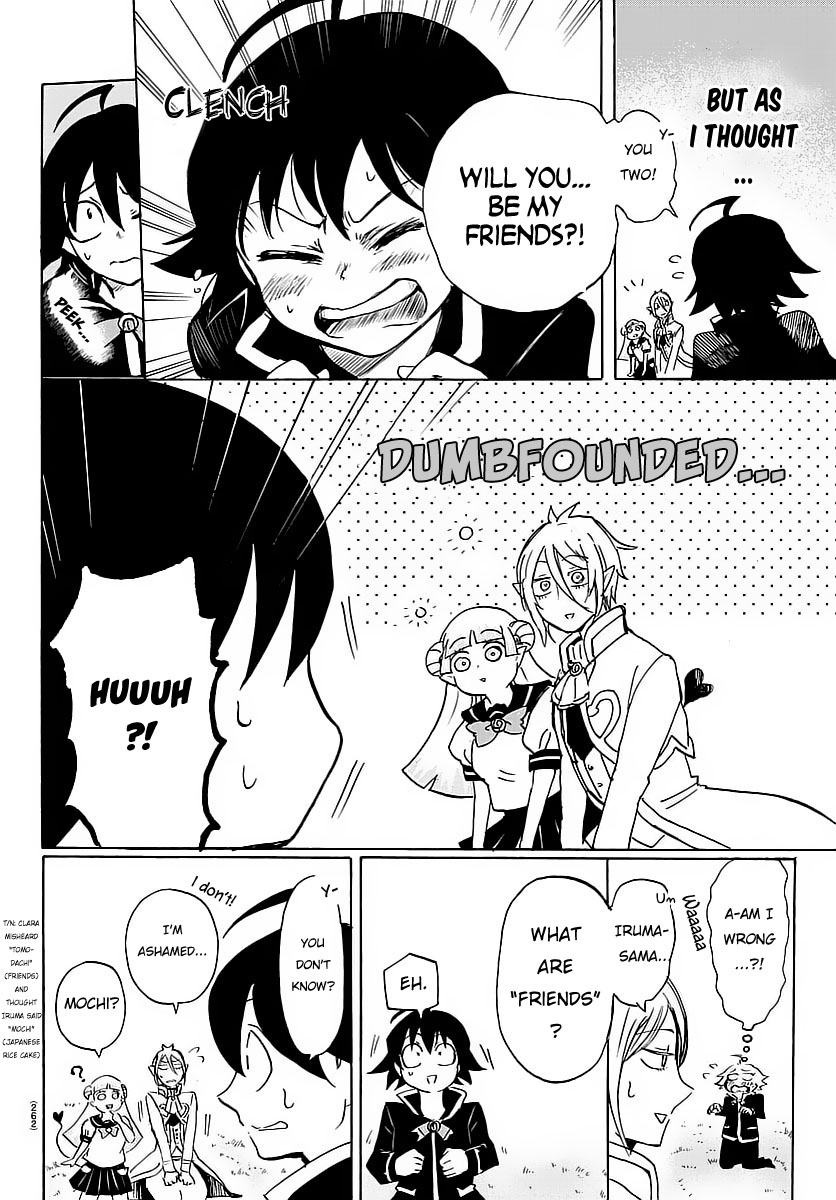 BUT AS
I THOUGHT
...
Y-
YOU
TWO!
WILL YOU...
BE MY
FRIENDS?!
CLENCH
PEEK...
DUMBFOUNDED...
HUUUH
?!
A-AM I
WRONG
...?!
Waaaaa
Um
IRUMA-
SAMA...
WHAT
ARE
"FRIENDS"
?
EH.
Y-
YOU
DON'T
KNOW?
I don't!
I'M
ASHAMED...
MOCHI?
?
T/N: CLARA
MISHEARD
"TOMO-
DACHI"
(FRIENDS)
AND
THOUGHT
IRUMA SAID
"MOCHI"
(JAPANESE
RICE CAKE)
(262)